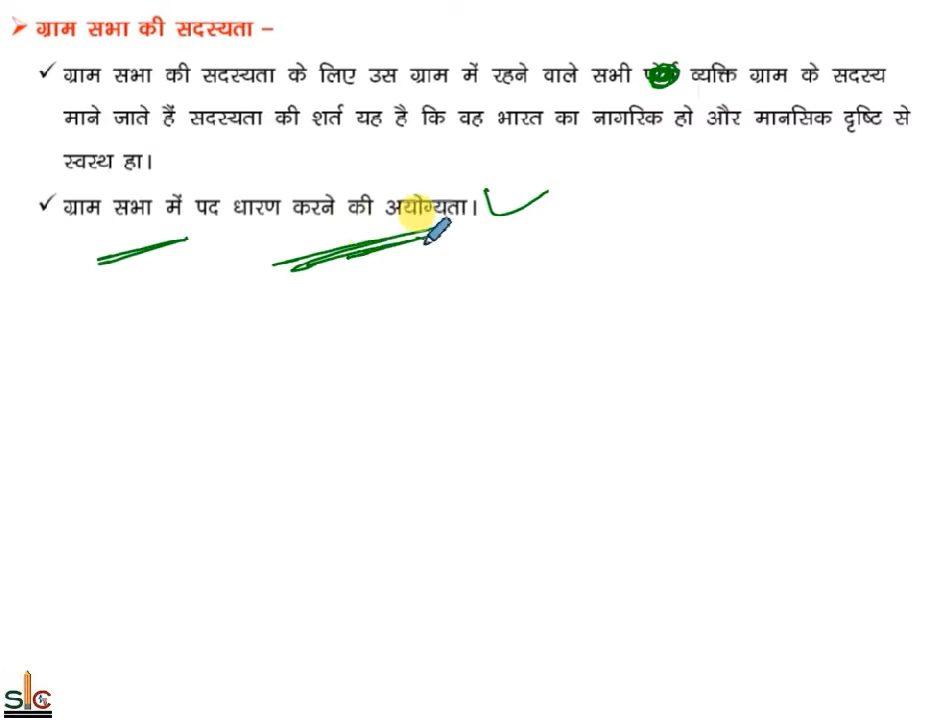 ग्राम सभा की सदस्यता –
ग्राम सभा की सदस्यता के लिए उस ग्राम में रहने वाले सभी व्यक्ति ग्राम के सदस्य
माने जाते हैं सदस्यता की शर्त यह है कि वह भारत का नागरिक हो और मानसिक दृष्टि से
स्वस्थ हा।
ग्राम सभा में पद धारण करने की अयोग्यता।
SLC